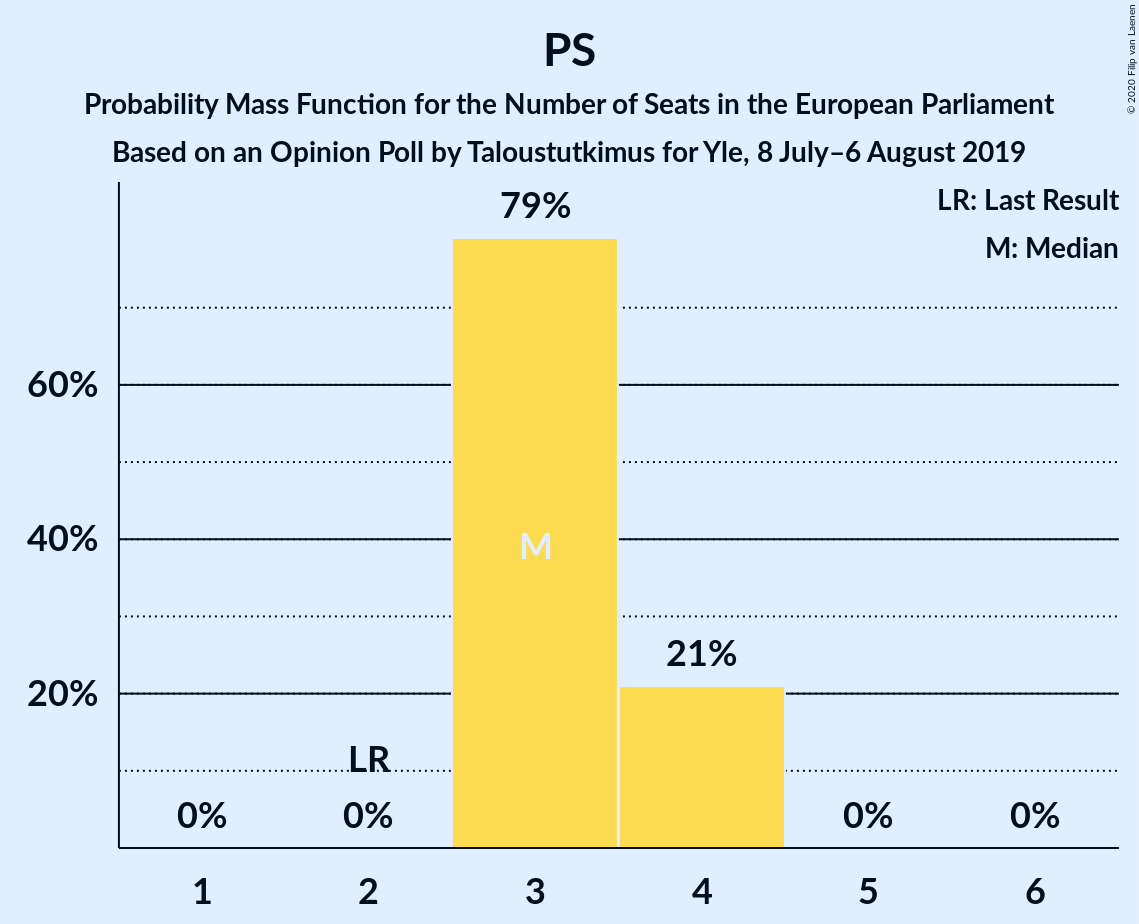 PS
Probability Mass Function for the Number of Seats in the European Parliament
Based on an Opinion Poll by Taloustutkimus for Yle, 8 July–6 August 2019
© 2020 Filip van Laenen
LR: Last Result
M: Median
79%
60%
40%
M
21%
20%
LR
0%
0%
0%
0%
1
2
3
4
5
6